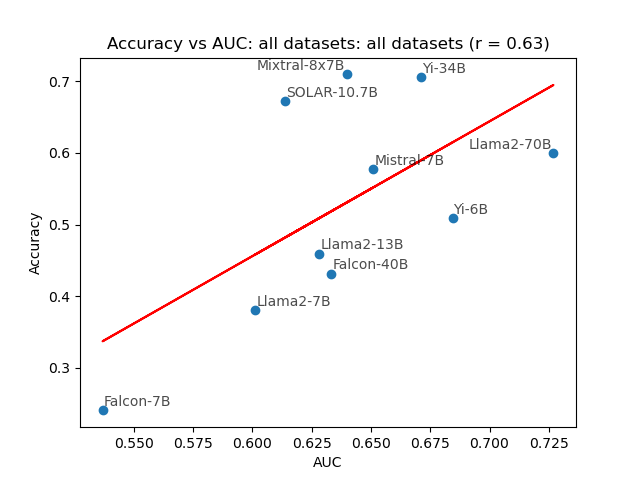 Accuracy vs AUC: all datasets: all datasets (r = 0.63)
Mixtral-8x7B
Yi-34B
0.7
SOLAR-10.7B
Llama2-70B
0.6
Mistral-7B
Yi-6B
0.5
Accuracy
Llama2-13B
Falcon-40B
0.4
Llama2-7B
0.3
Falcon-7B
0.550 0.575 0.600 0.625 0.650 0.675 0.700 0.725
AUC